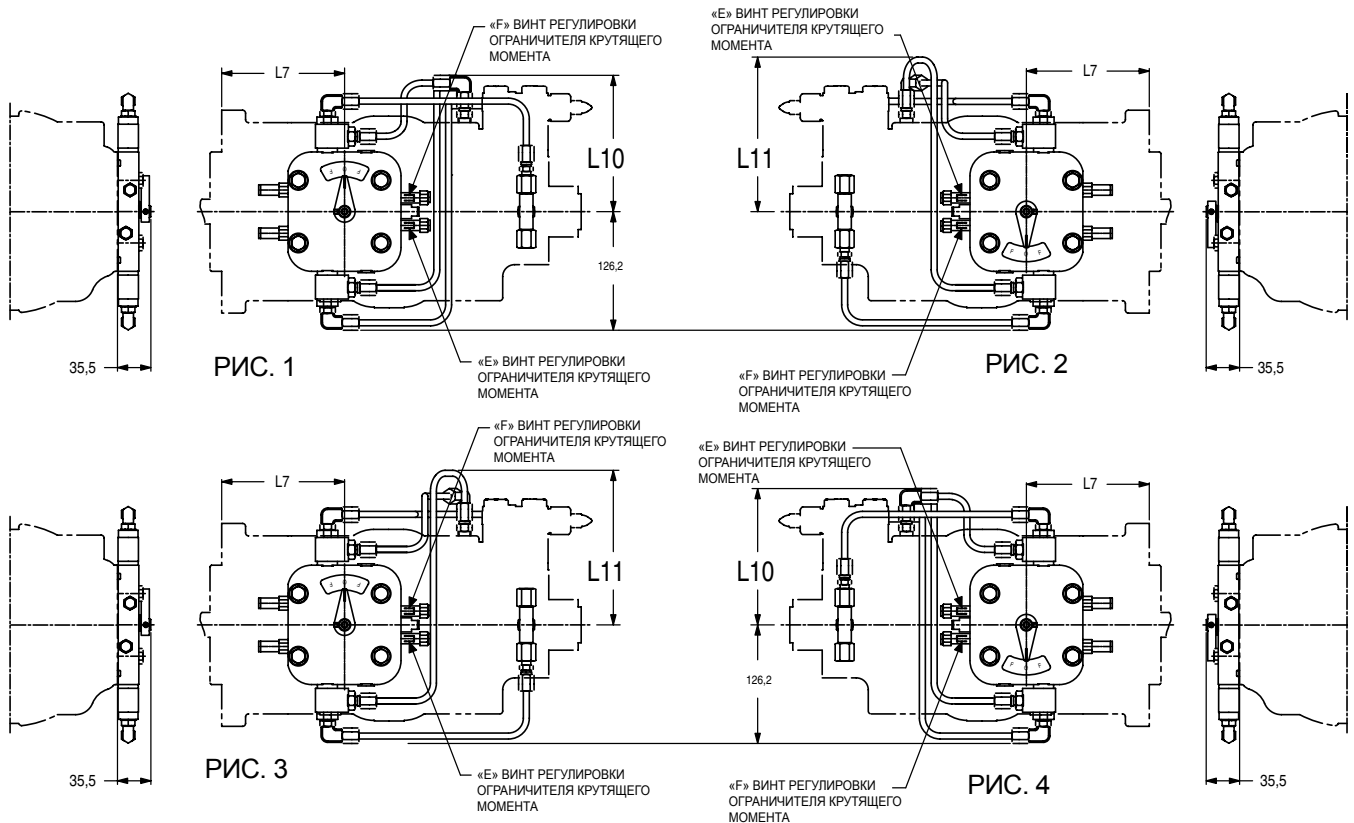 «F» ВИНТ РЕГУЛИРОВКИ
ОГРАНИЧИТЕЛЯ КРУТЯЩЕГО
МОМЕНТА
L7
L10
126,2
35,5
РИС. 1
«E» ВИНТ РЕГУЛИРОВКИ
ОГРАНИЧИТЕЛЯ КРУТЯЩЕГО
МОМЕНТА
«E» ВИНТ РЕГУЛИРОВКИ
ОГРАНИЧИТЕЛЯ КРУТЯЩЕГО
МОМЕНТА
L7
L11
РИС. 2
35,5
«F» ВИНТ РЕГУЛИРОВКИ
ОГРАНИЧИТЕЛЯ КРУТЯЩЕГО
МОМЕНТА
«F» ВИНТ РЕГУЛИРОВКИ
ОГРАНИЧИТЕЛЯ КРУТЯЩЕГО
МОМЕНТА
L7
L11
35,5
РИС. 3
«E» ВИНТ РЕГУЛИРОВКИ
ОГРАНИЧИТЕЛЯ КРУТЯЩЕГО
МОМЕНТА
«E» ВИНТ РЕГУЛИРОВКИ
ОГРАНИЧИТЕЛЯ КРУТЯЩЕГО
МОМЕНТА
L7
L10
126,2
РИС. 4
35,5
«F» ВИНТ РЕГУЛИРОВКИ
ОГРАНИЧИТЕЛЯ КРУТЯЩЕГО
МОМЕНТА